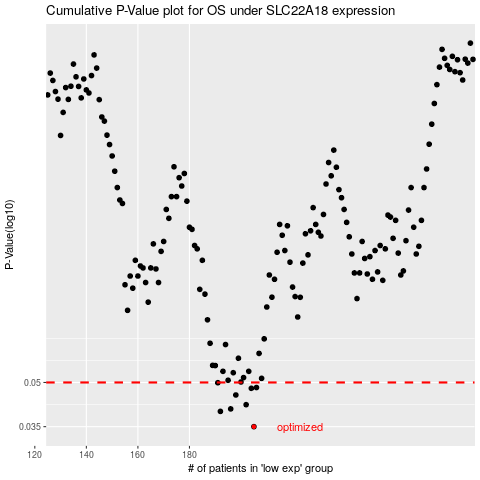 Cumulative P-Value plot for OS under SLC22A18 expression
P-Value(log10)
0.05
0.035
optimized
120 140 160 180
# of patients in 'low exp' group